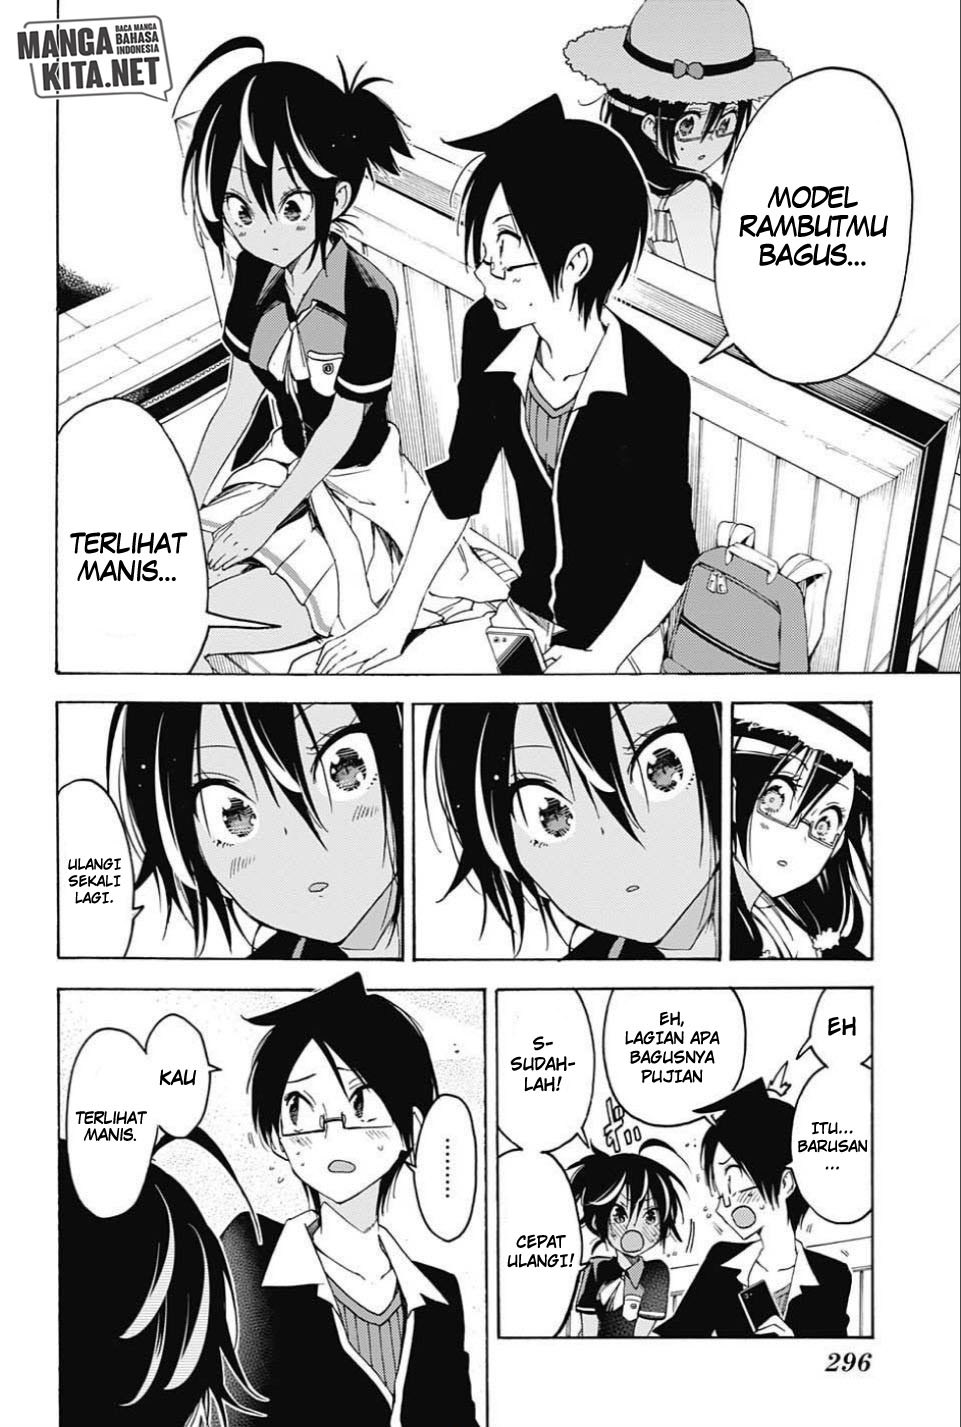 MANGA
BACA MANGA
BAHASA
INDONESIA
KITA.NET
MODEL
RAMBUTMU
BAGUS...
TERLIHAT
MANIS...
ULANGI
SEKALI
LAGI.
EH
ITU...
BARUSAN
...
EH,
LAGIAN APA
BAGUSNYA
PUJIAN
S-
SUDAH-
LAH!
CEPAT
ULANGI!
.........
KAU
TERLIHAT
MANIS.
296